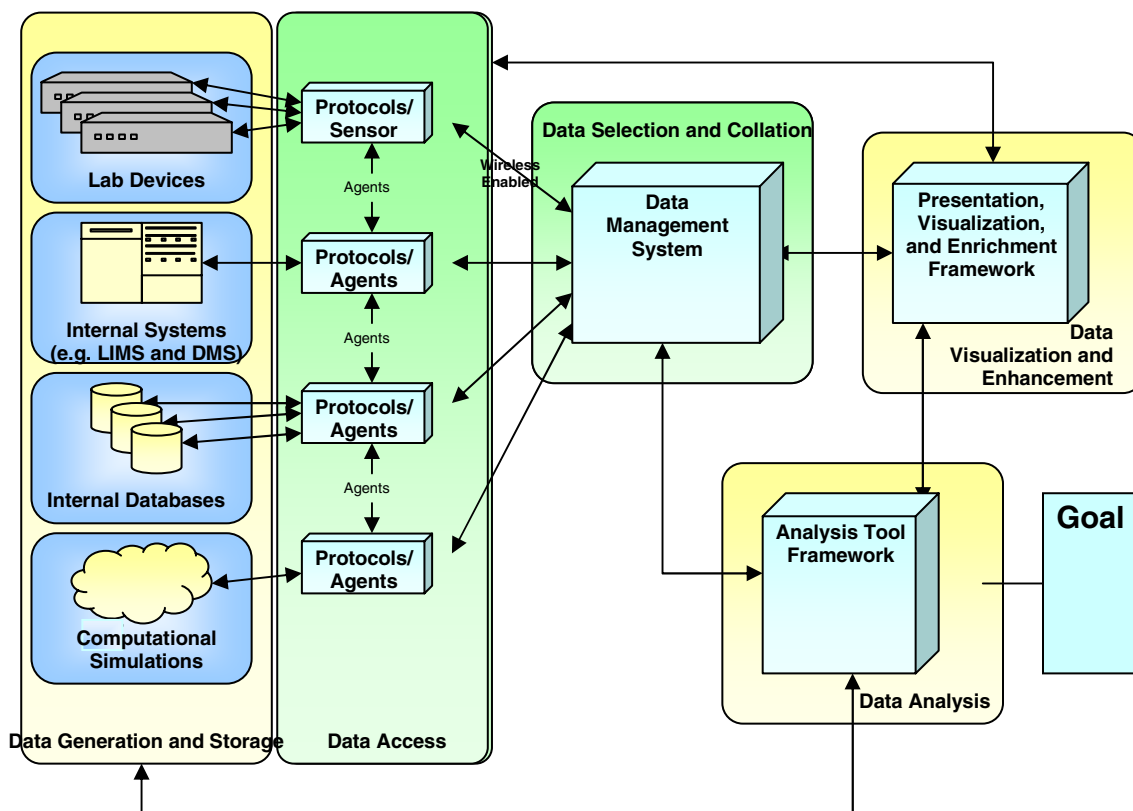 Lab Devices
Internal Systems
(e.g. LIMS and DMS)
Internal Databases
Computational
Simulations
Data Generation and Storage
Protocols/
Sensor
Agents
Protocols/
Agents
Agents
Protocols/
Agents
Agents
Protocols/
Agents
Data Access
Wireless
Enabled
Data Selection and Collation
Data
Management
System
Presentation,
Visualization,
and Enrichment
Framework
Data
Visualization and
Enhancement
Analysis Tool
Framework
Data Analysis
Goal